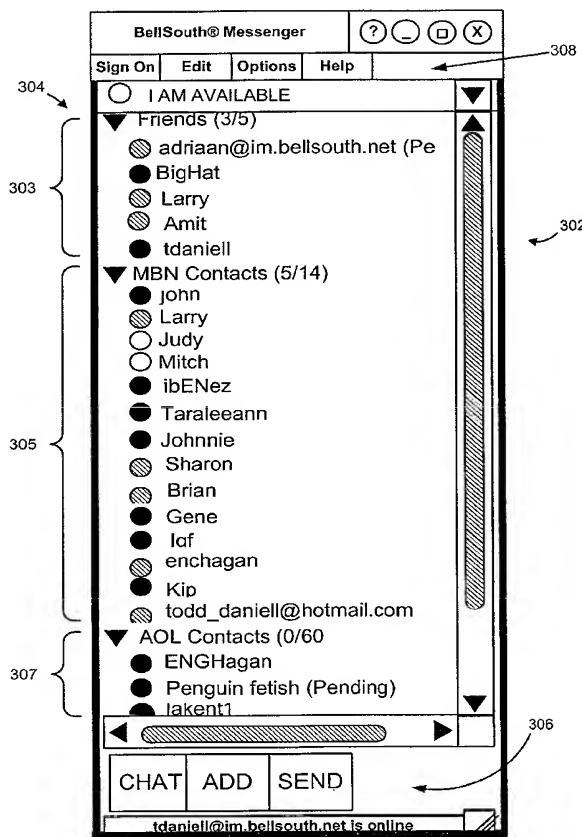 BellSouth® Messenger ? _ X
Sign On Edit Options Help
308
304
I AM AVAILABLE
Friends (3/5)
303
adriaan@im.bellsouth.net (Pe
BigHat
Larry
Amit
tdaniell
302
MBN Contacts (5/14)
305
john
Larry
Judy
Mitch
ibENez
Taraleeann
Johnnie
Sharon
Brian
Gene
Iqf
enchagan
Kip
todd_daniell@hotmail.com
AOL Contacts (0/60
307
ENGHagan
Penguin fetish (Pending)
lakent1
306
CHAT ADD SEND
tdaniell@im.bellsouth.net is online